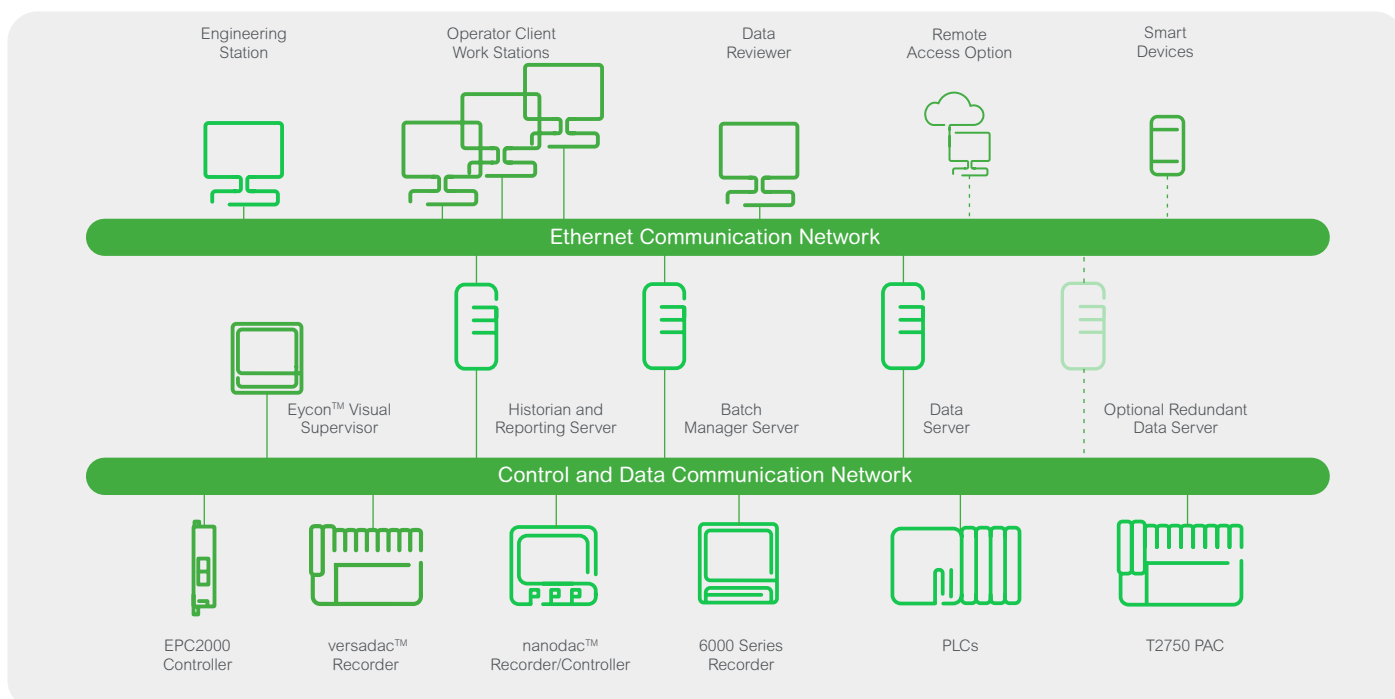 Engineering
Station
Operator Client
Work Stations
Data
Reviewer
Remote
Access Option
Smart
Devices
Ethernet Communication Network
Eycon™ Visual
Supervisor
Historian and
Reporting Server
Batch
Manager Server
Data
Server
Optional Redundant
Data Server
Control and Data Communication Network
EPC2000
Controller
versadac™
Recorder
nanodac™
Recorder/Controller
6000 Series
Recorder
PLCs
T2750 PAC